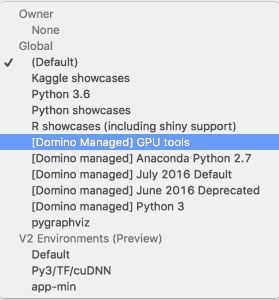 Owner
None
Global
✓ (Default)
Kaggle showcases
Python 3.6
Python showcases
R showcases (including shiny support)
[Domino Managed] GPU tools
[Domino managed] Anaconda Python 2.7
[Domino managed] July 2016 Default
[Domino managed] June 2016 Deprecated
[Domino managed] Python 3
pygraphviz
V2 Environments (Preview)
Default
Py3/TF/cuDNN
app-min